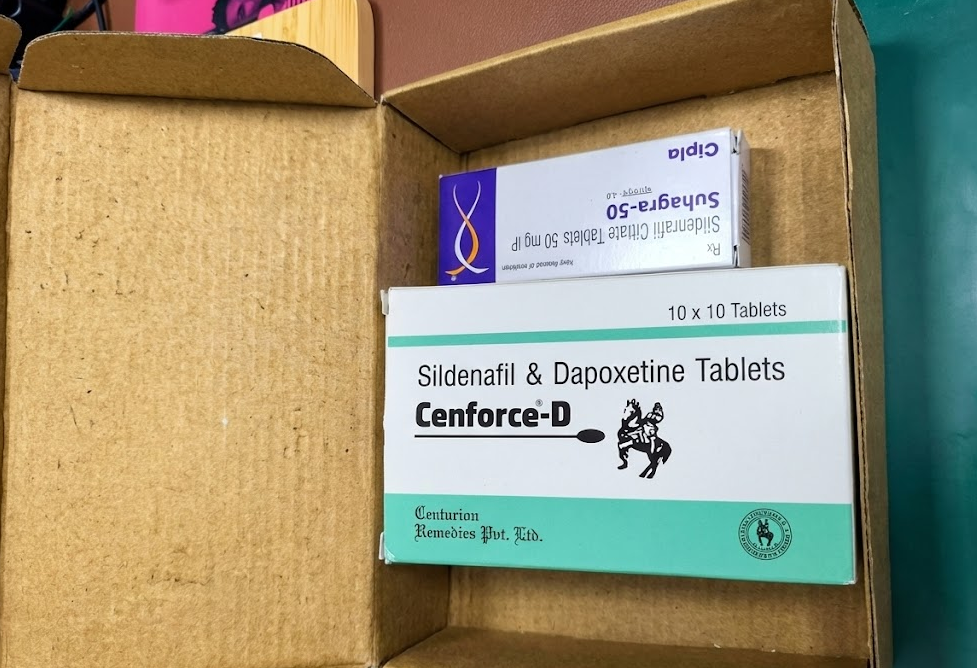 Rx
Sildenafil Citrate Tablets 50 mg IP
Suhagra-50
Cipla
10 x 10 Tablets
Sildenafil & Dapoxetine Tablets
Cenforce®-D
Centurion
Remedies Pvt. Ltd.